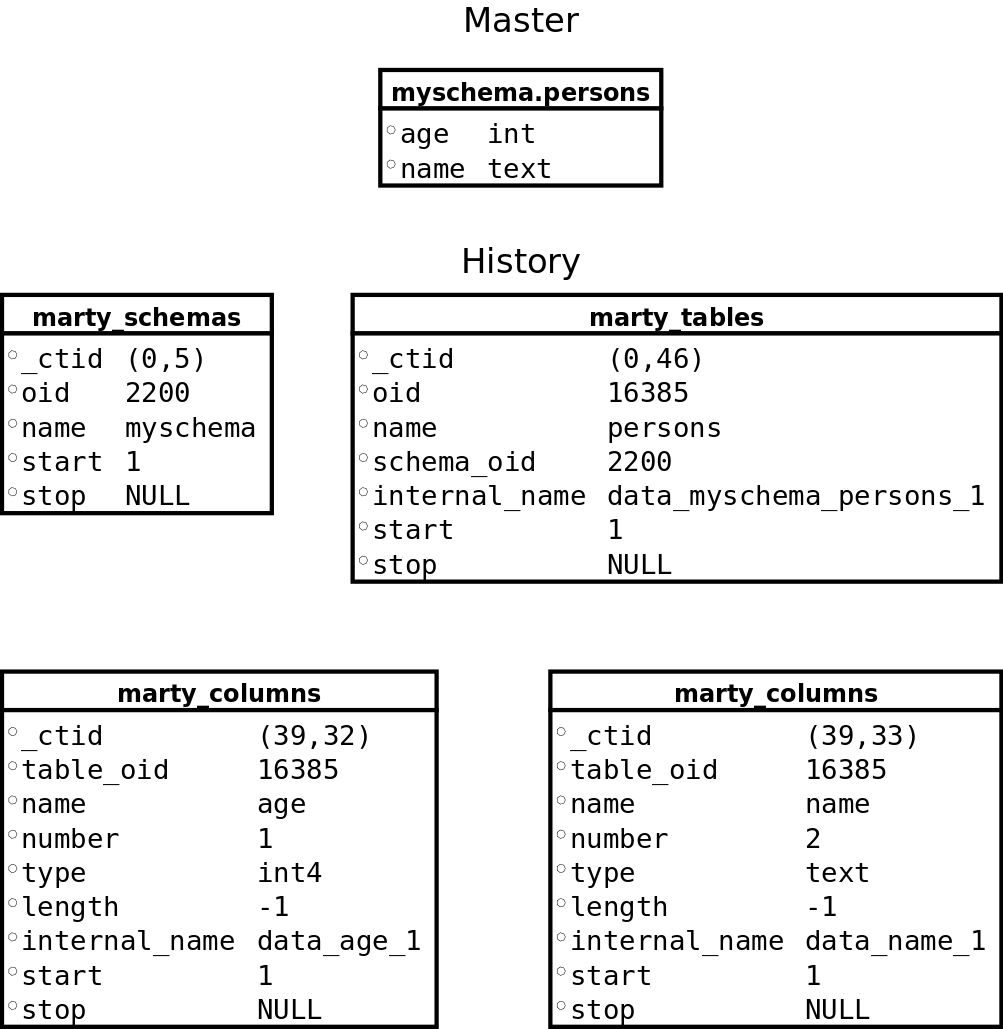 Master
myschema.persons
age int
name text
History
marty_schemas
_ctid (0,5)
oid 2200
name myschema
start 1
stop NULL
marty_tables
_ctid (0,46)
oid 16385
name persons
schema_oid 2200
internal_name data_myschema_persons_1
start 1
stop NULL
marty_columns
_ctid (39,32)
table_oid 16385
name age
number 1
type int4
length -1
internal_name data_age_1
start 1
stop NULL
marty_columns
_ctid (39,33)
table_oid 16385
name name
number 2
type text
length -1
internal_name data_name_1
start 1
stop NULL